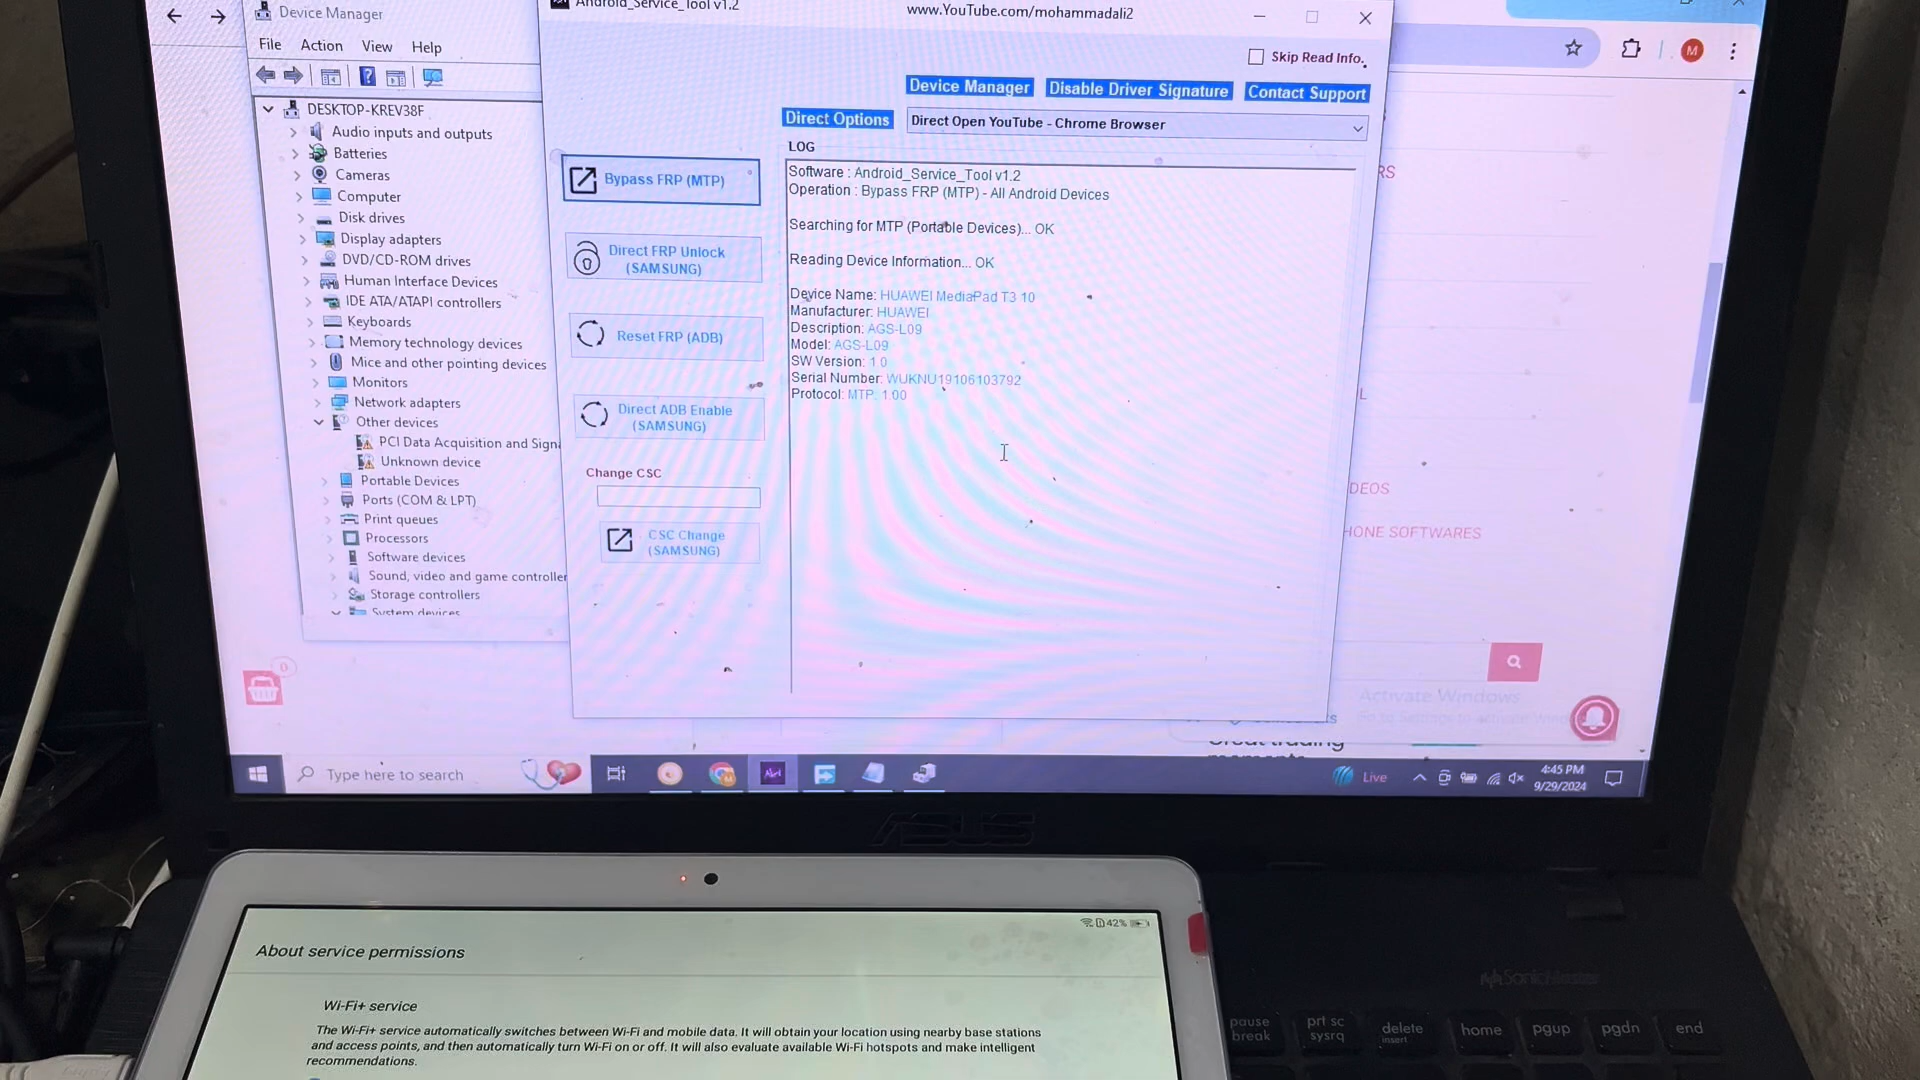 Device Manager
File Action View Help
DESKTOP-KREV38F
Audio inputs and outputs
Batteries
Cameras
Computer
Disk drives
Display adapters
DVD/CD-ROM drives
Human Interface Devices
IDE ATA/ATAPI controllers
Keyboards
Memory technology devices
Mice and other pointing devices
Monitors
Network adapters
Other devices
PCI Data Acquisition and Signa
Unknown device
Portable Devices
Ports (COM & LPT)
Print queues
Processors
Software devices
Sound, video and game controller
Storage controllers
System devices
Android_Service_Tool v1.2
www.YouTube.com/mohammadali2
Skip Read Info.
Device Manager
Disable Driver Signature
Contact Support
Direct Options
Direct Open YouTube - Chrome Browser
LOG
Bypass FRP (MTP)
Direct FRP Unlock
(SAMSUNG)
Reset FRP (ADB)
Direct ADB Enable
(SAMSUNG)
Change CSC
CSC Change
(SAMSUNG)
Software : Android_Service_Tool v1.2
Operation : Bypass FRP (MTP) - All Android Devices
Searching for MTP (Portable Devices)... OK
Reading Device Information... OK
Device Name: HUAWEI MediaPad T3 10
Manufacturer: HUAWEI
Description: AGS-L09
Model: AGS-L09
SW Version: 1.0
Serial Number: WUKNU19106103792
Protocol: MTP: 1.00
M
RS
L
DEOS
HONE SOFTWARES
0
Activate Windows
Type here to search
Live
4:45 PM
9/29/2024
ASUS
SonicMaster
pause
break
prt sc
sysrq
delete
insert
home
pgup
pgdn
end
42%
About service permissions
Wi-Fi+ service
The Wi-Fi+ service automatically switches between Wi-Fi and mobile data. It will obtain your location using nearby base stations
and access points, and then automatically turn Wi-Fi on or off. It will also evaluate available Wi-Fi hotspots and make intelligent
recommendations.